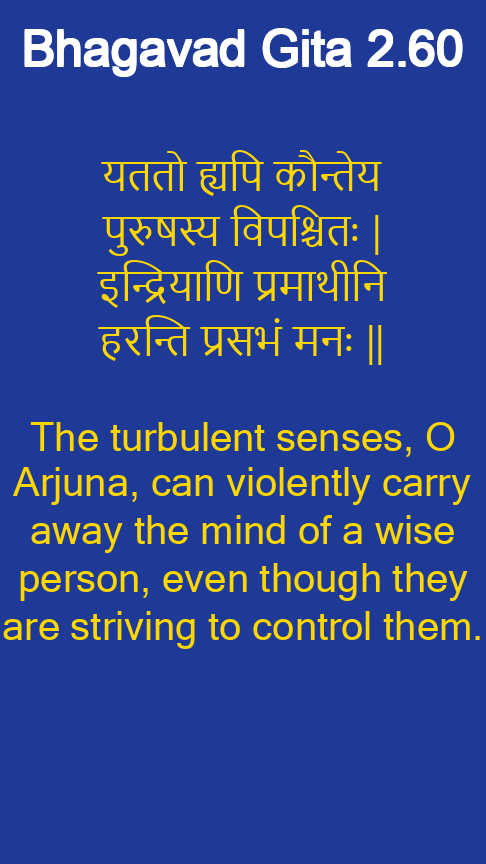 Bhagavad Gita 2.60
यततो ह्यपि कौन्तेय
पुरुषस्य विपश्चितः |
इन्द्रियाणि प्रमाथीनि
हरन्ति प्रसभं मनः ||
The turbulent senses, O
Arjuna, can violently carry
away the mind of a wise
person, even though they
are striving to control them.